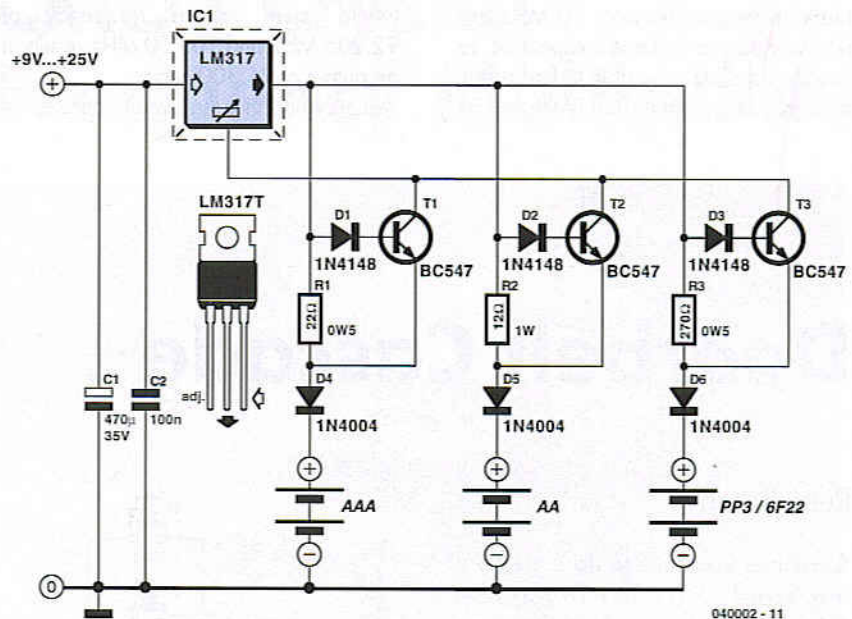 IC1
+9V...+25V
LM317
LM317T
T1
T2
T3
D1
D2
D3
1N4148
BC547
1N4148
BC547
1N4148
BC547
R1
22Ω
0W5
R2
12Ω
1W
R3
270Ω
0W5
C1
470µ
35V
C2
100n
adj.
D4
1N4004
D5
1N4004
D6
1N4004
+
AAA
−
+
AA
−
+
PP3 / 6F22
−
0
040002 - 11